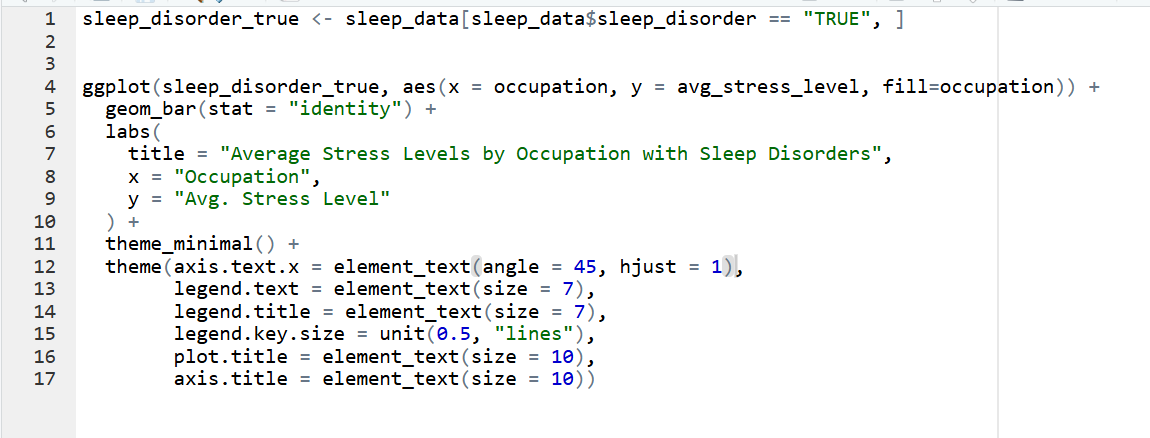 1 sleep_disorder_true <- sleep_data[sleep_data$sleep_disorder == "TRUE", ]
2
3
4 ggplot(sleep_disorder_true, aes(x = occupation, y = avg_stress_level, fill=occupation)) +
5   geom_bar(stat = "identity") +
6   labs(
7     title = "Average Stress Levels by Occupation with Sleep Disorders",
8     x = "Occupation",
9     y = "Avg. Stress Level"
10   ) +
11   theme_minimal() +
12   theme(axis.text.x = element_text(angle = 45, hjust = 1),
13         legend.text = element_text(size = 7),
14         legend.title = element_text(size = 7),
15         legend.key.size = unit(0.5, "lines"),
16         plot.title = element_text(size = 10),
17         axis.title = element_text(size = 10))